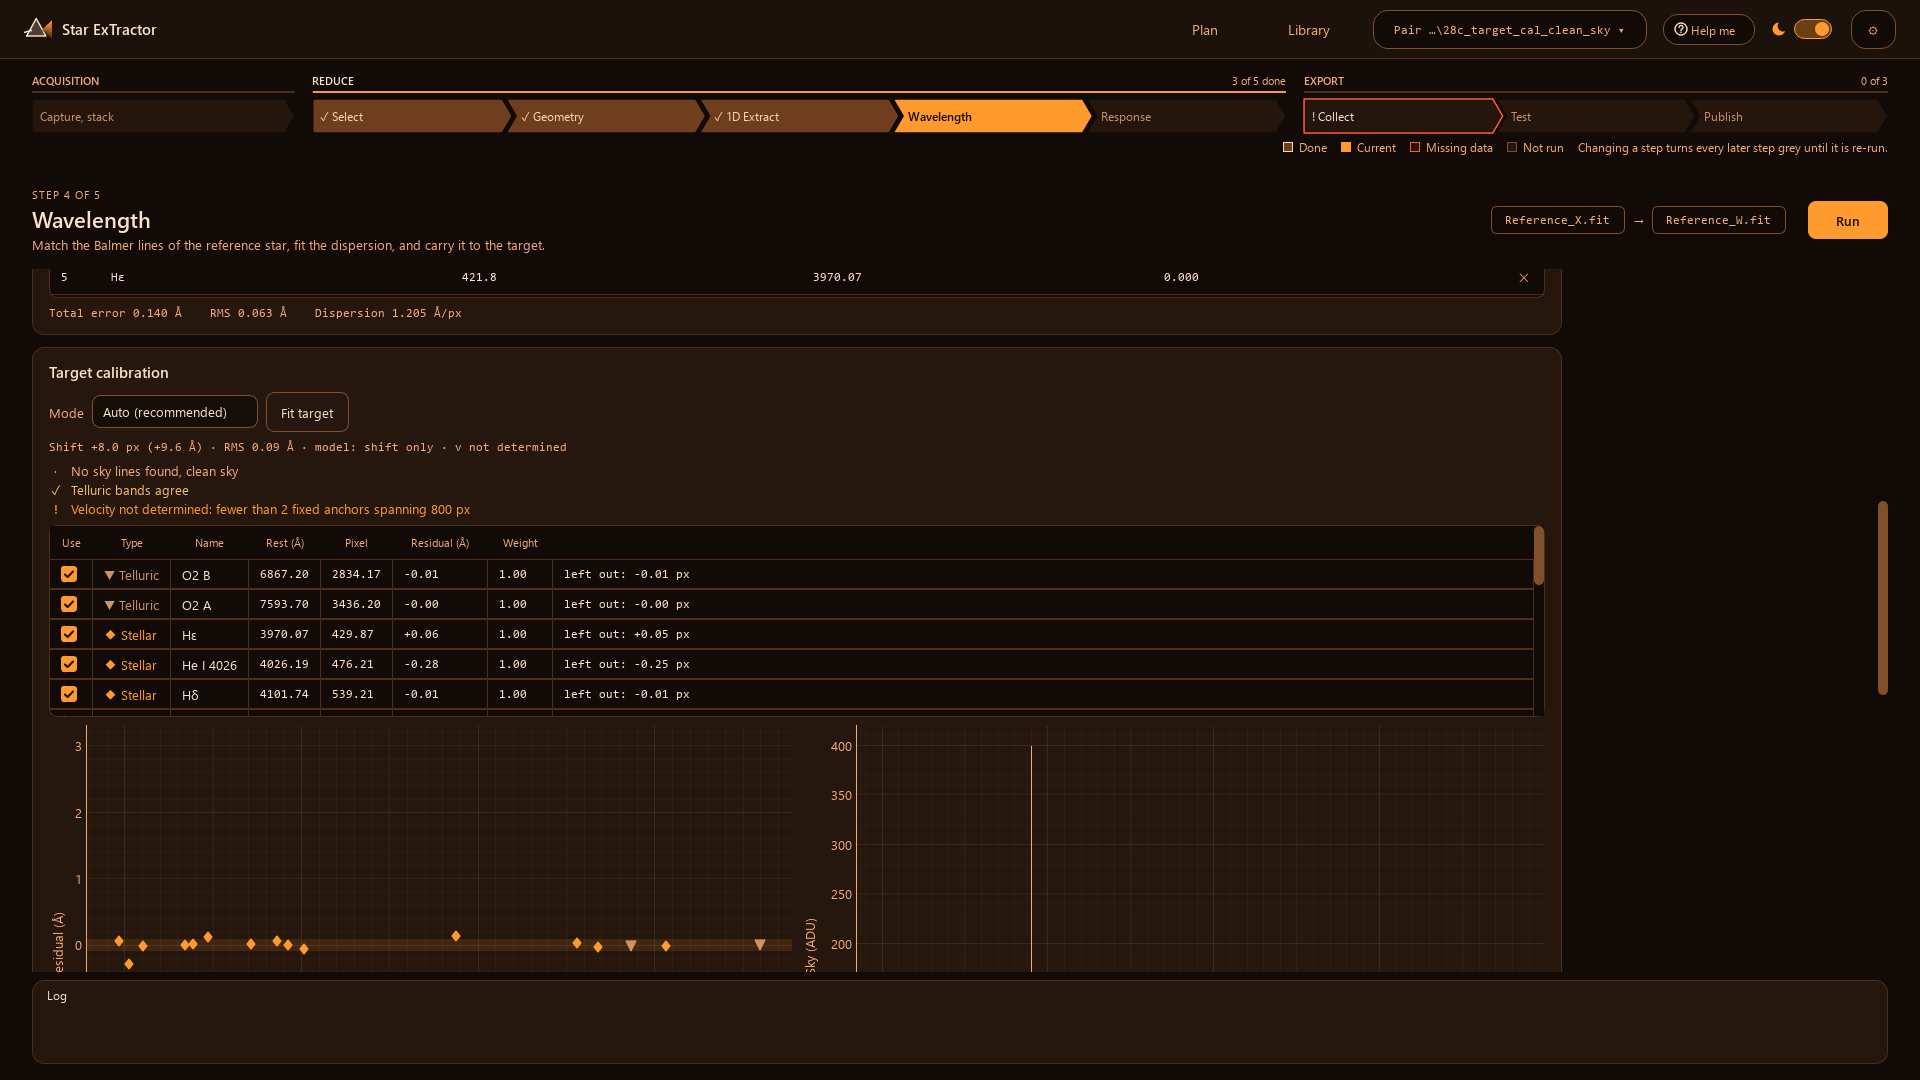 Star ExTractor
Plan
Library
Pair …\28c_target_cal_clean_sky ▾
? Help me
ACQUISITION
REDUCE
3 of 5 done
EXPORT
0 of 3
Capture, stack
✓ Select
✓ Geometry
✓ 1D Extract
Wavelength
Response
! Collect
Test
Publish
Done
Current
Missing data
Not run
Changing a step turns every later step grey until it is re-run.
STEP 4 OF 5
Wavelength
Match the Balmer lines of the reference star, fit the dispersion, and carry it to the target.
Reference_X.fit → Reference_W.fit
Run
5 Hε 421.8 3970.07 0.000 ×
Total error 0.140 Å RMS 0.063 Å Dispersion 1.205 Å/px
Target calibration
Mode Auto (recommended) Fit target
Shift +8.0 px (+9.6 Å) · RMS 0.09 Å · model: shift only · v not determined
· No sky lines found, clean sky
✓ Telluric bands agree
! Velocity not determined: fewer than 2 fixed anchors spanning 800 px
Use Type Name Rest (Å) Pixel Residual (Å) Weight
▼ Telluric O2 B 6867.20 2834.17 -0.01 1.00 left out: -0.01 px
▼ Telluric O2 A 7593.70 3436.20 -0.00 1.00 left out: -0.00 px
◆ Stellar Hε 3970.07 429.87 +0.06 1.00 left out: +0.05 px
◆ Stellar He I 4026 4026.19 476.21 -0.28 1.00 left out: -0.25 px
◆ Stellar Hδ 4101.74 539.21 -0.01 1.00 left out: -0.01 px
3
2
1
0
esidual (Å)
400
350
300
250
200
Sky (ADU)
Log